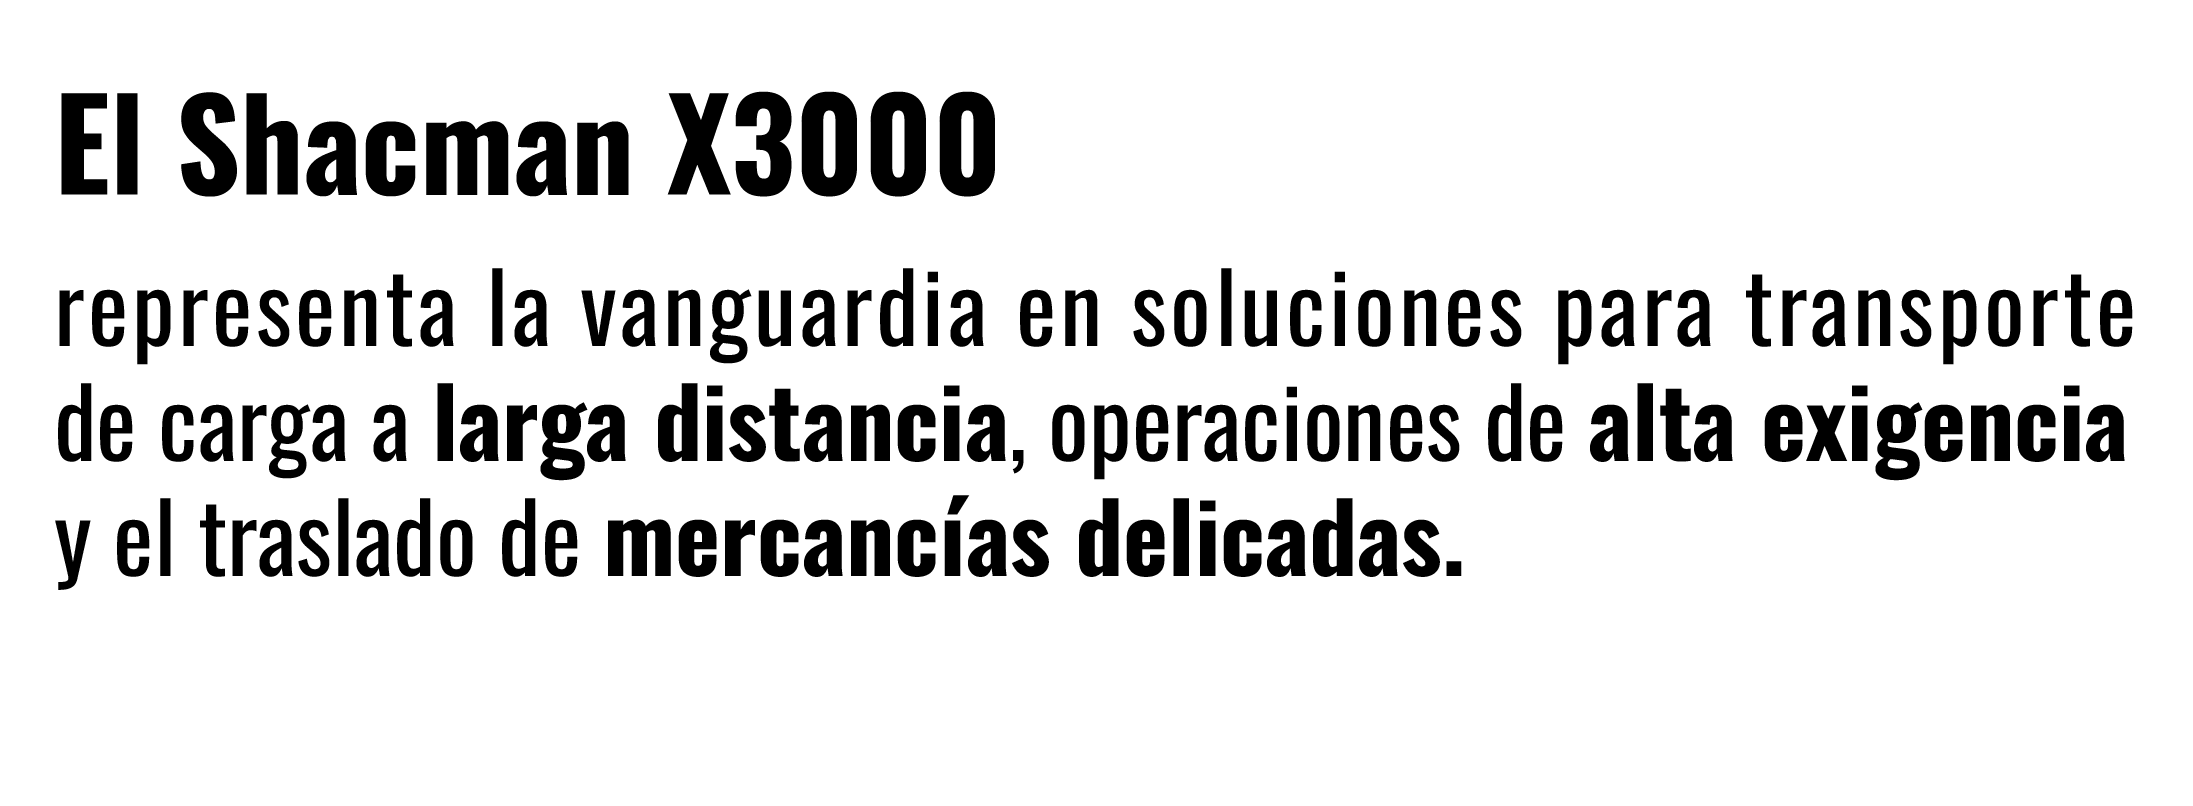 El Shacman X3000
representa la vanguardia en soluciones para transporte
de carga a larga distancia, operaciones de alta exigencia
y el traslado de mercancías delicadas.